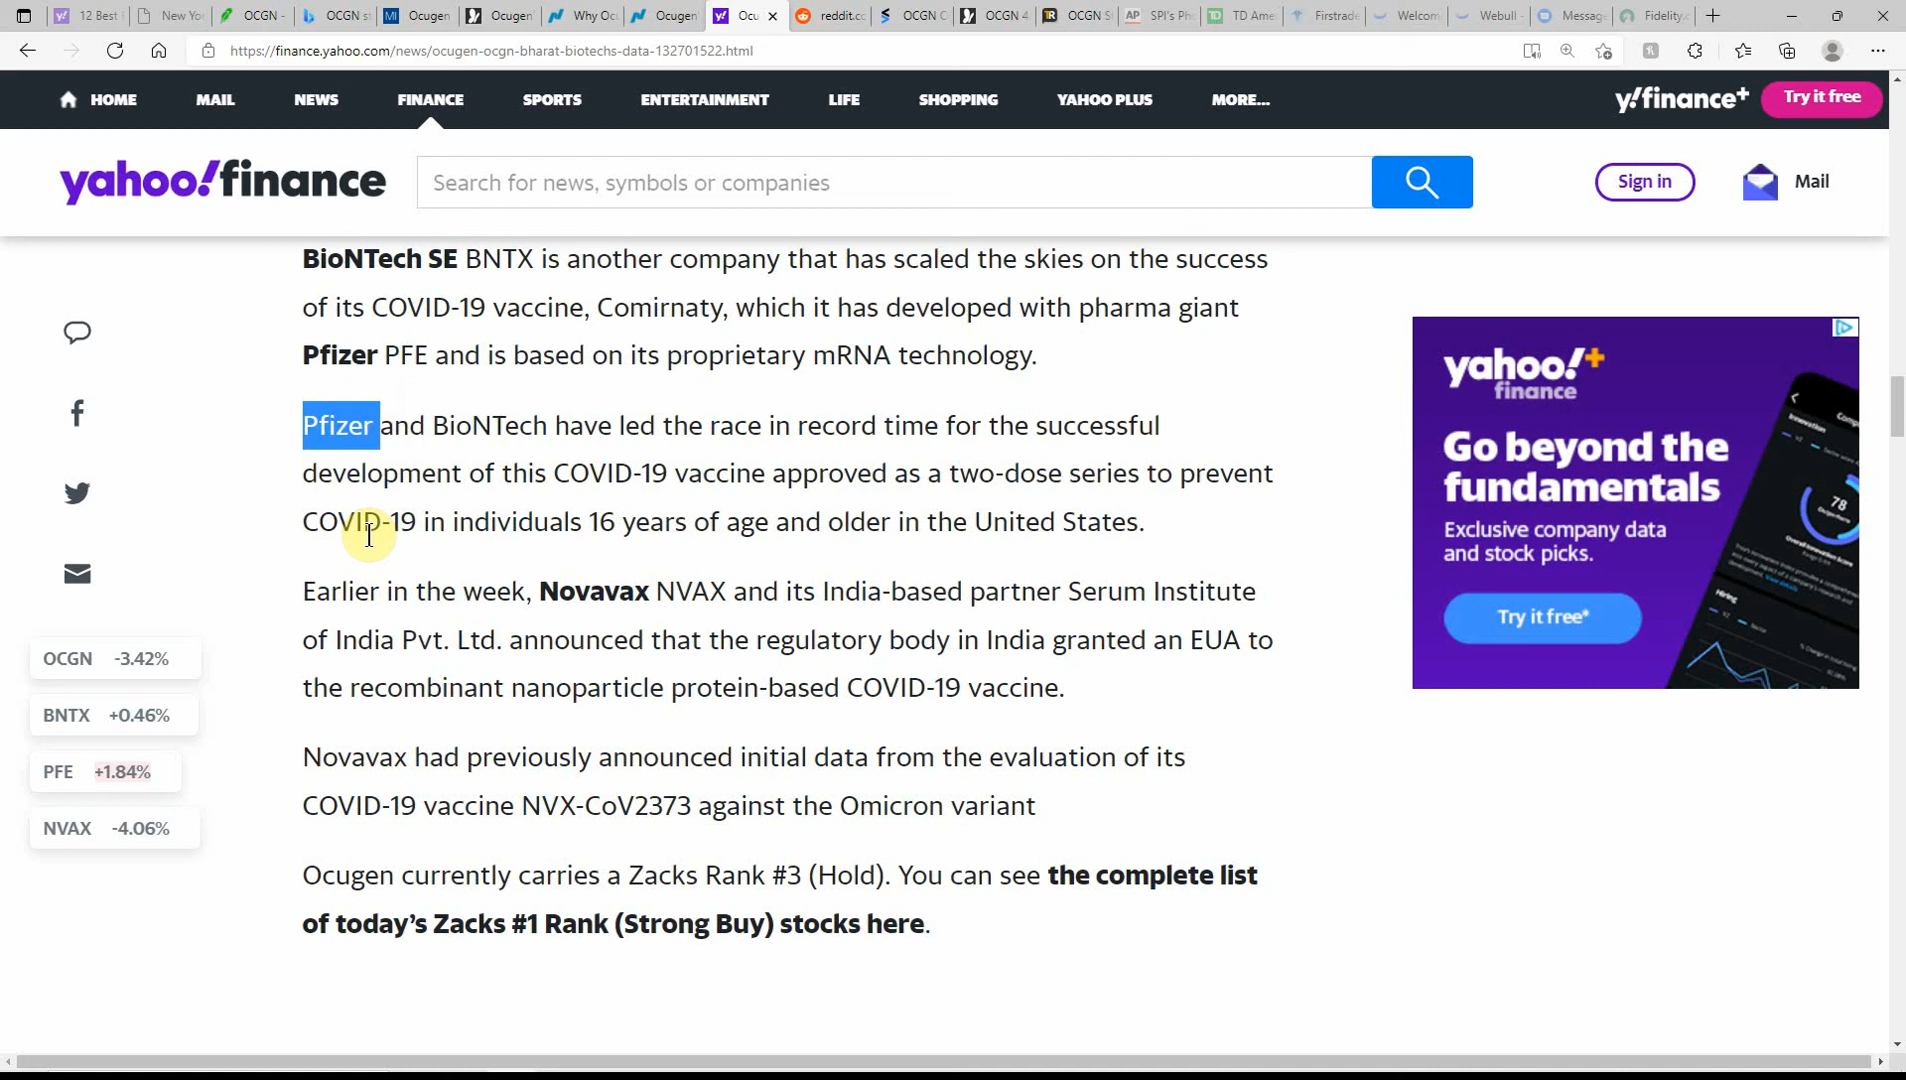 12 Best
New Yo
OCGN -
OCGN st
Ocugen
Ocugen'
Why Ocu
Ocugen'
Ocu
reddit.co
OCGN C
OCGN 4.
OCGN S
SPI's Ph
TD Ame
Firstrade
Welcom
Webull -
Message
Fidelity.c
https://finance.yahoo.com/news/ocugen-ocgn-bharat-biotechs-data-132701522.html
HOME MAIL NEWS FINANCE SPORTS ENTERTAINMENT LIFE SHOPPING YAHOO PLUS MORE... y!finance+ Try it free
yahoo!finance Search for news, symbols or companies Sign in Mail
BioNTech SE BNTX is another company that has scaled the skies on the success
of its COVID-19 vaccine, Comirnaty, which it has developed with pharma giant
Pfizer PFE and is based on its proprietary mRNA technology.
Pfizer and BioNTech have led the race in record time for the successful
development of this COVID-19 vaccine approved as a two-dose series to prevent
COVID-19 in individuals 16 years of age and older in the United States.
Earlier in the week, Novavax NVAX and its India-based partner Serum Institute
of India Pvt. Ltd. announced that the regulatory body in India granted an EUA to
the recombinant nanoparticle protein-based COVID-19 vaccine.
Novavax had previously announced initial data from the evaluation of its
COVID-19 vaccine NVX-CoV2373 against the Omicron variant
Ocugen currently carries a Zacks Rank #3 (Hold). You can see the complete list
of today's Zacks #1 Rank (Strong Buy) stocks here.
OCGN -3.42%
BNTX +0.46%
PFE +1.84%
NVAX -4.06%
yahoo!+
finance
Go beyond the
fundamentals
Exclusive company data
and stock picks.
Try it free*
Innovation
78
Hiring